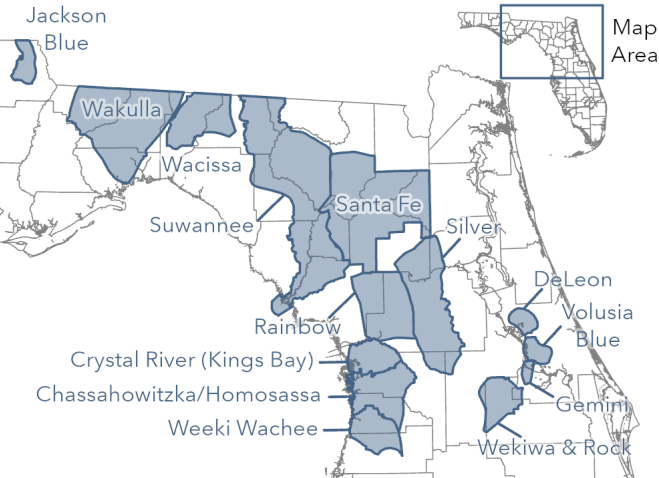 Jackson
Blue
Map
Area
Wakulla
Wacissa
Suwannee
Santa Fe
Silver
DeLeon
Volusia
Blue
Rainbow
Crystal River (Kings Bay)
Chassahowitzka/Homosassa
Weeki Wachee
Gemini
Wekiwa & Rock